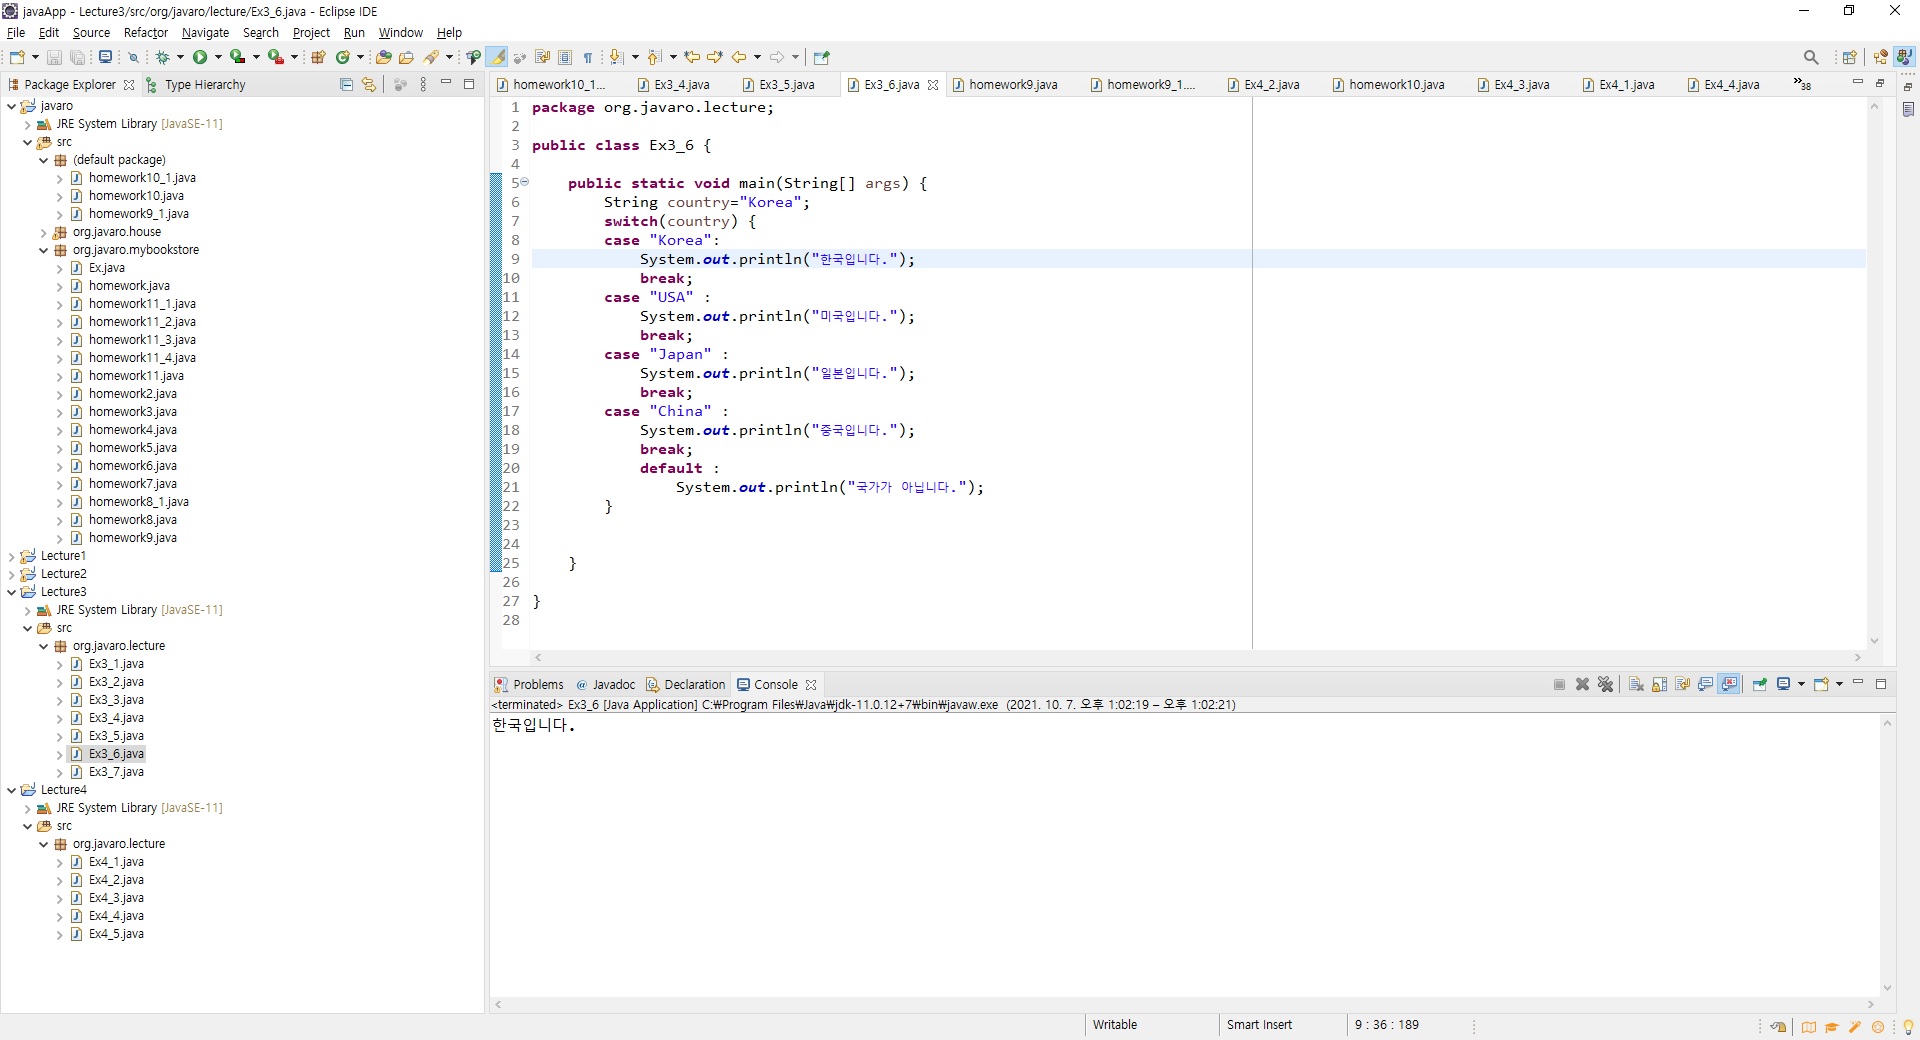 javaApp - Lecture3/src/org/javaro/lecture/Ex3_6.java - Eclipse IDE
File Edit Source Refactor Navigate Search Project Run Window Help
Package Explorer Type Hierarchy
javaro
JRE System Library [JavaSE-11]
src
(default package)
homework10_1.java
homework10.java
homework9_1.java
org.javaro.house
org.javaro.mybookstore
Ex.java
homework.java
homework11_1.java
homework11_2.java
homework11_3.java
homework11_4.java
homework11.java
homework2.java
homework3.java
homework4.java
homework5.java
homework6.java
homework7.java
homework8_1.java
homework8.java
homework9.java
Lecture1
Lecture2
Lecture3
JRE System Library [JavaSE-11]
src
org.javaro.lecture
Ex3_1.java
Ex3_2.java
Ex3_3.java
Ex3_4.java
Ex3_5.java
Ex3_6.java
Ex3_7.java
Lecture4
JRE System Library [JavaSE-11]
src
org.javaro.lecture
Ex4_1.java
Ex4_2.java
Ex4_3.java
Ex4_4.java
Ex4_5.java
homework10_1... Ex3_4.java Ex3_5.java Ex3_6.java homework9.java homework9_1.... Ex4_2.java homework10.java Ex4_3.java Ex4_1.java Ex4_4.java »38
1 package org.javaro.lecture;
2
3 public class Ex3_6 {
4
5 public static void main(String[] args) {
6 String country="Korea";
7 switch(country) {
8 case "Korea":
9 System.out.println("한국입니다.");
10 break;
11 case "USA" :
12 System.out.println("미국입니다.");
13 break;
14 case "Japan" :
15 System.out.println("일본입니다.");
16 break;
17 case "China" :
18 System.out.println("중국입니다.");
19 break;
20 default :
21 System.out.println("국가가 아닙니다.");
22 }
23
24
25 }
26
27 }
28
Problems @ Javadoc Declaration Console
<terminated> Ex3_6 [Java Application] C:₩Program Files₩Java₩jdk-11.0.12+7₩bin₩javaw.exe (2021. 10. 7. 오후 1:02:19 – 오후 1:02:21)
한국입니다.
Writable Smart Insert 9 : 36 : 189